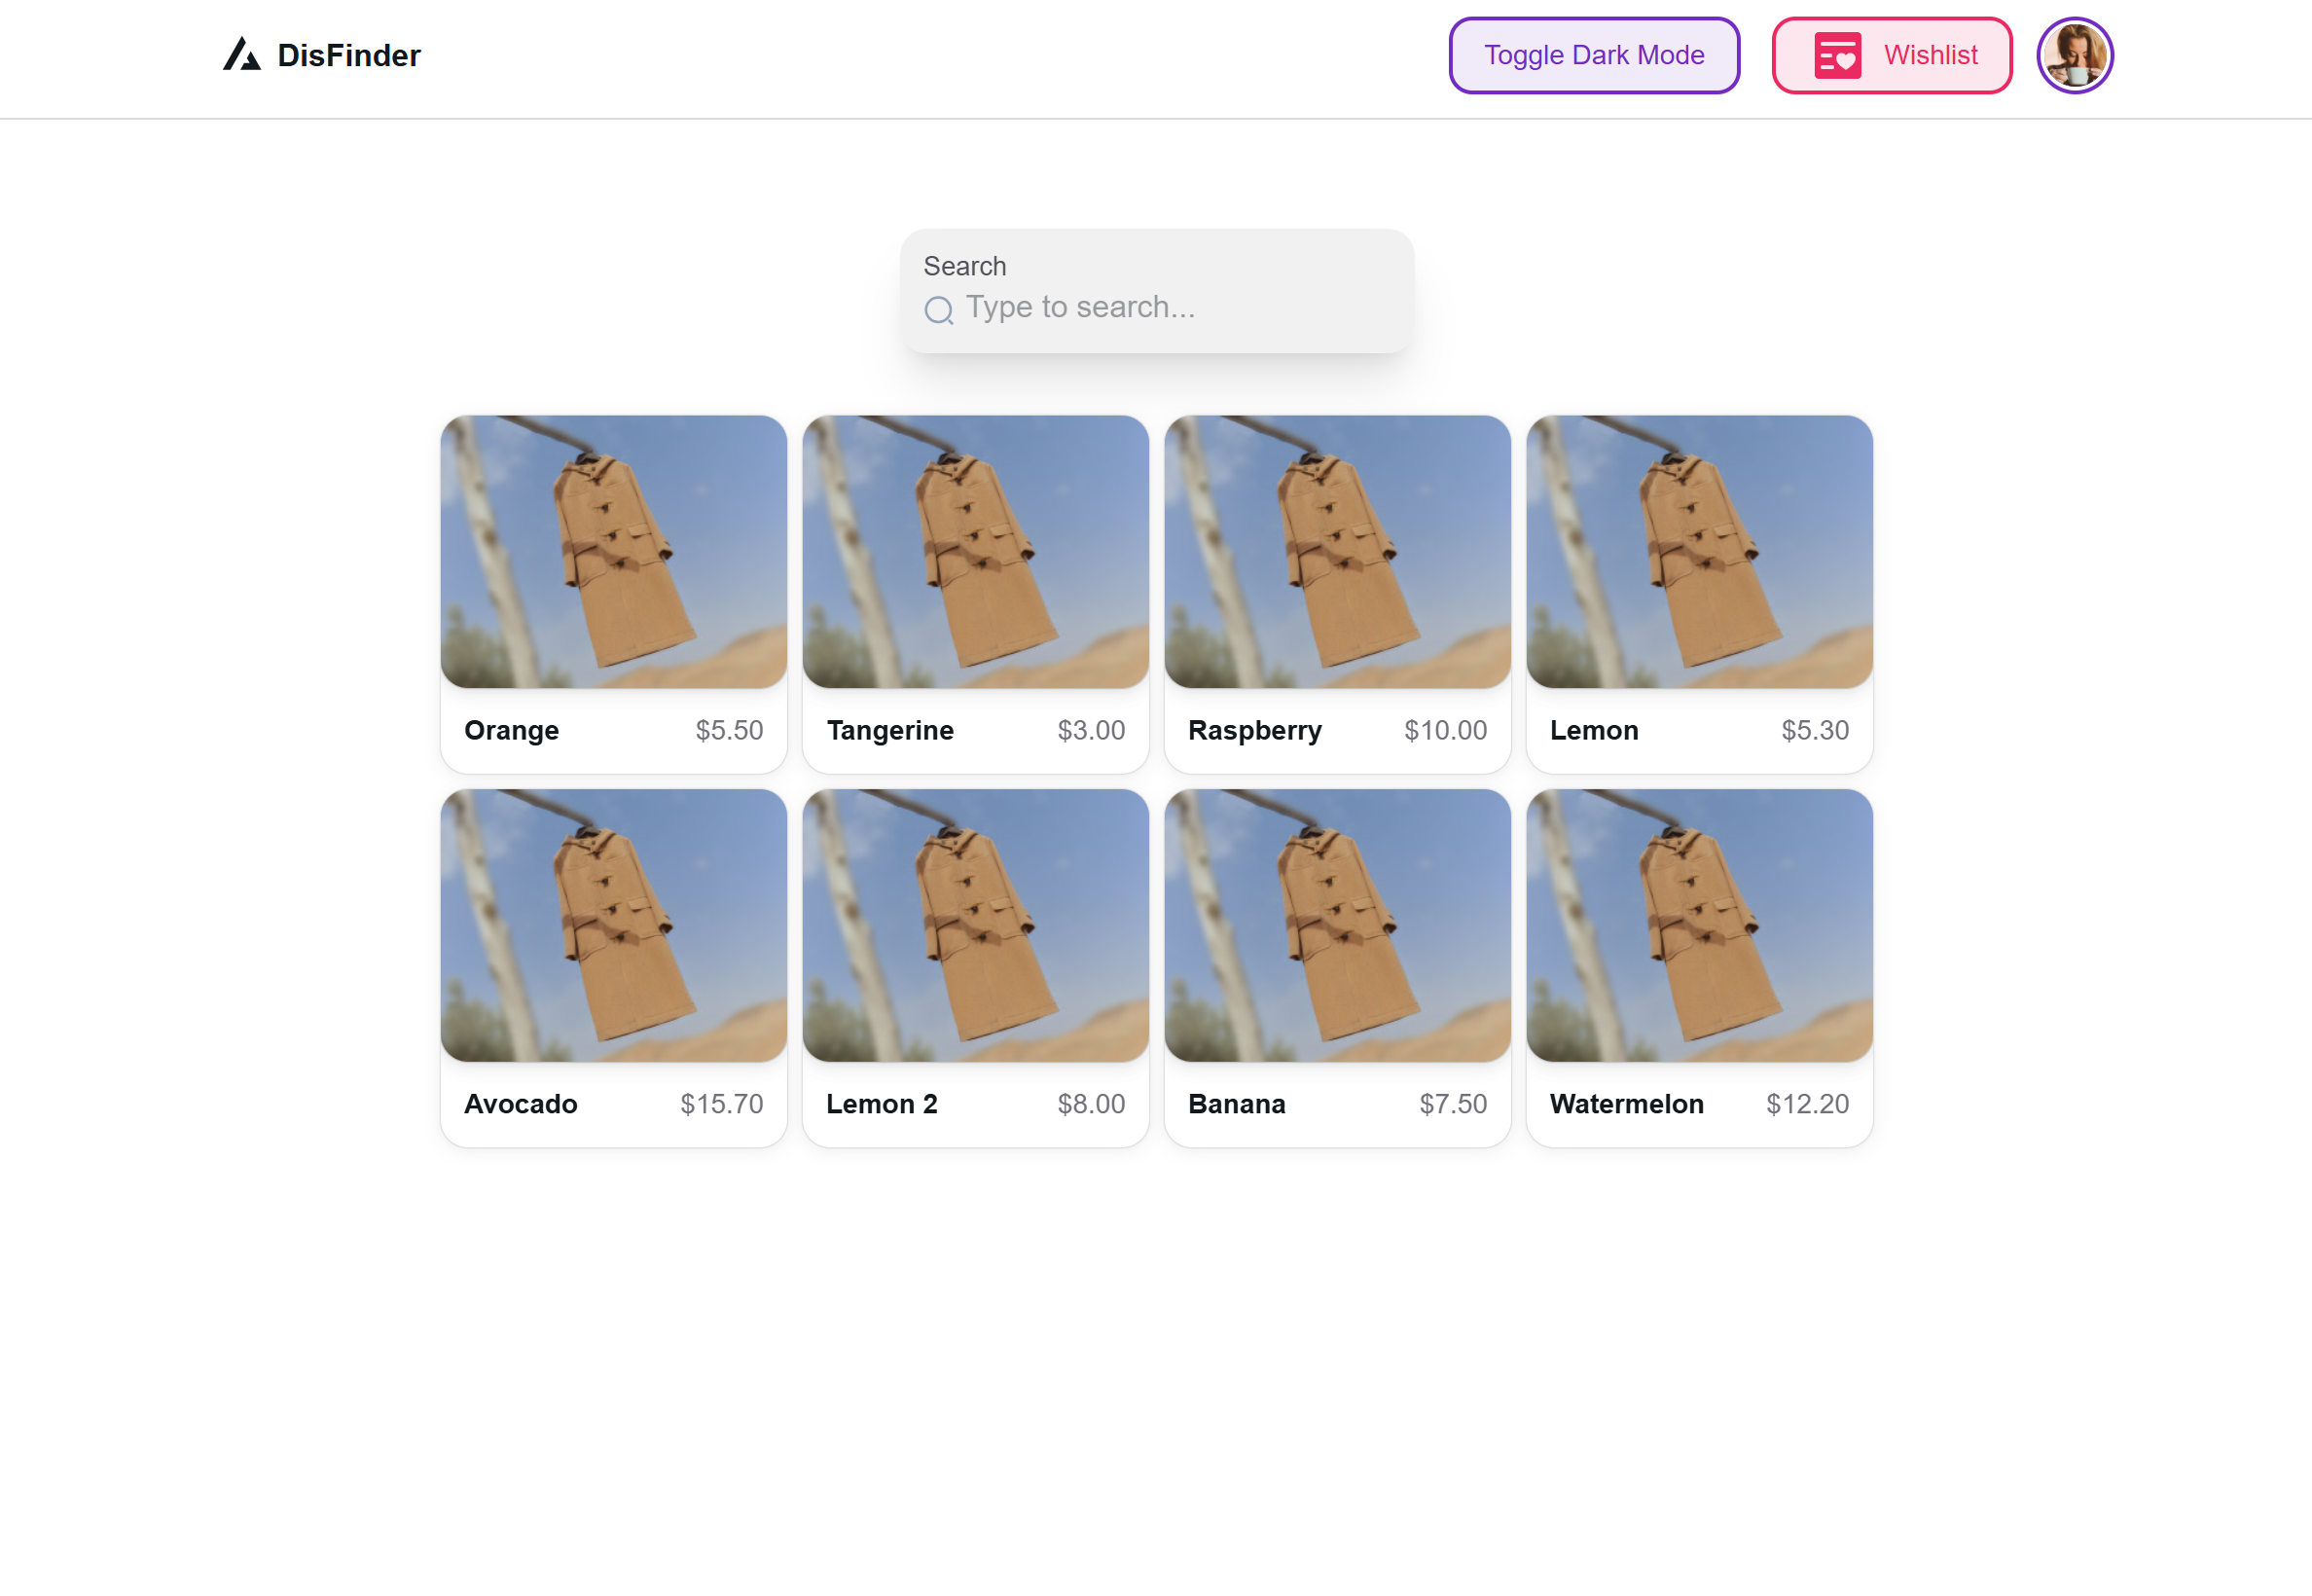 DisFinder
Toggle Dark Mode
Wishlist
Search
Type to search...
Orange $5.50
Tangerine $3.00
Raspberry $10.00
Lemon $5.30
Avocado $15.70
Lemon 2 $8.00
Banana $7.50
Watermelon $12.20